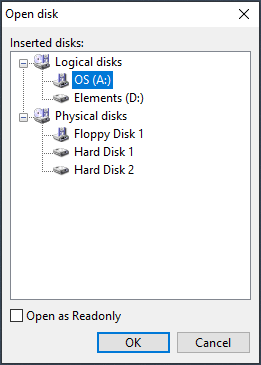 Open disk
Inserted disks:
Logical disks
OS (A:)
Elements (D:)
Physical disks
Floppy Disk 1
Hard Disk 1
Hard Disk 2
Open as Readonly
OK Cancel